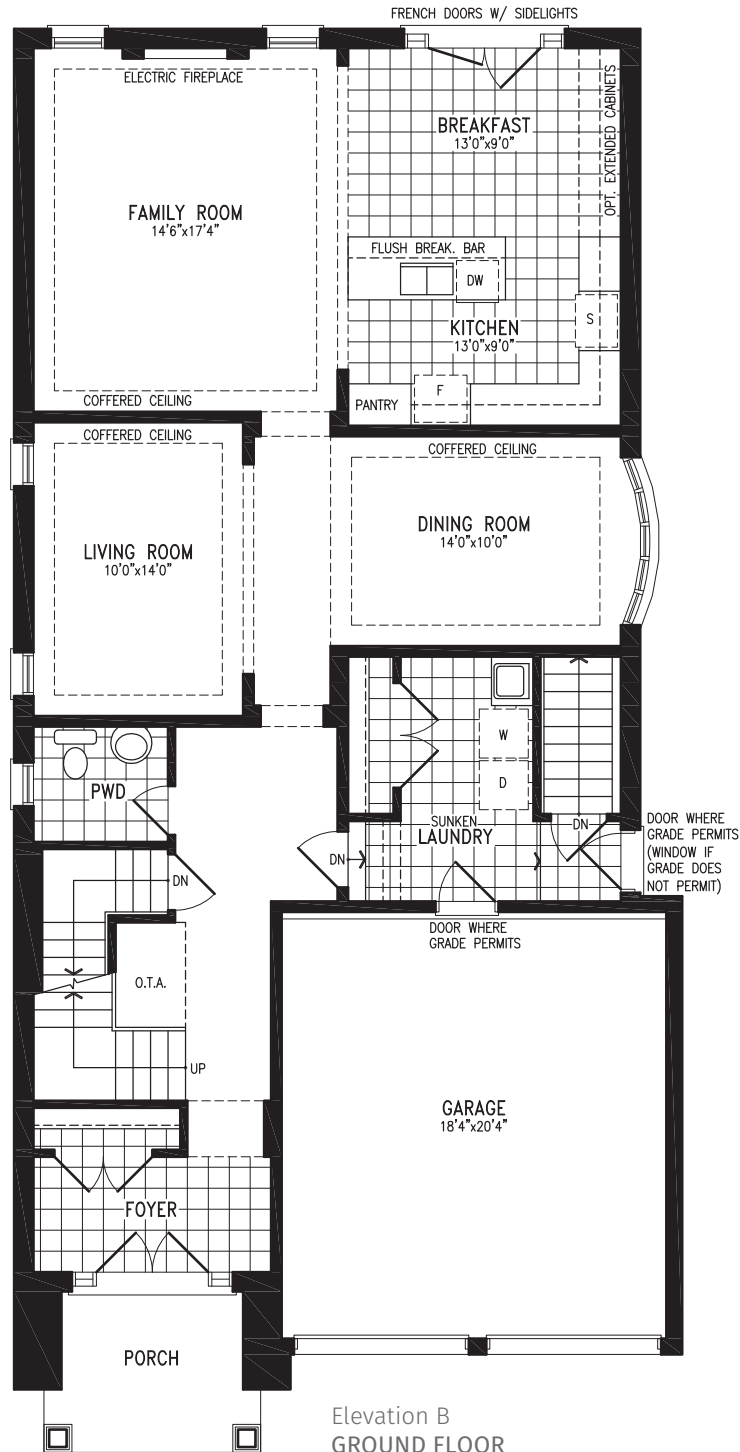 FRENCH DOORS W/ SIDELIGHTS
ELECTRIC FIREPLACE
OPT. EXTENDED CABINETS
BREAKFAST
13'0"x9'0"
FAMILY ROOM
14'6"x17'4"
FLUSH BREAK. BAR
DW
S
KITCHEN
13'0"x9'0"
F
PANTRY
COFFERED CEILING
COFFERED CEILING
COFFERED CEILING
DINING ROOM
14'0"x10'0"
LIVING ROOM
10'0"x14'0"
W
D
PWD
SUNKEN
LAUNDRY
DN
DN
DOOR WHERE
GRADE PERMITS
(WINDOW IF
GRADE DOES
NOT PERMIT)
DN
DOOR WHERE
GRADE PERMITS
O.T.A.
UP
GARAGE
18'4"x20'4"
FOYER
PORCH
Elevation B
GROUND FLOOR